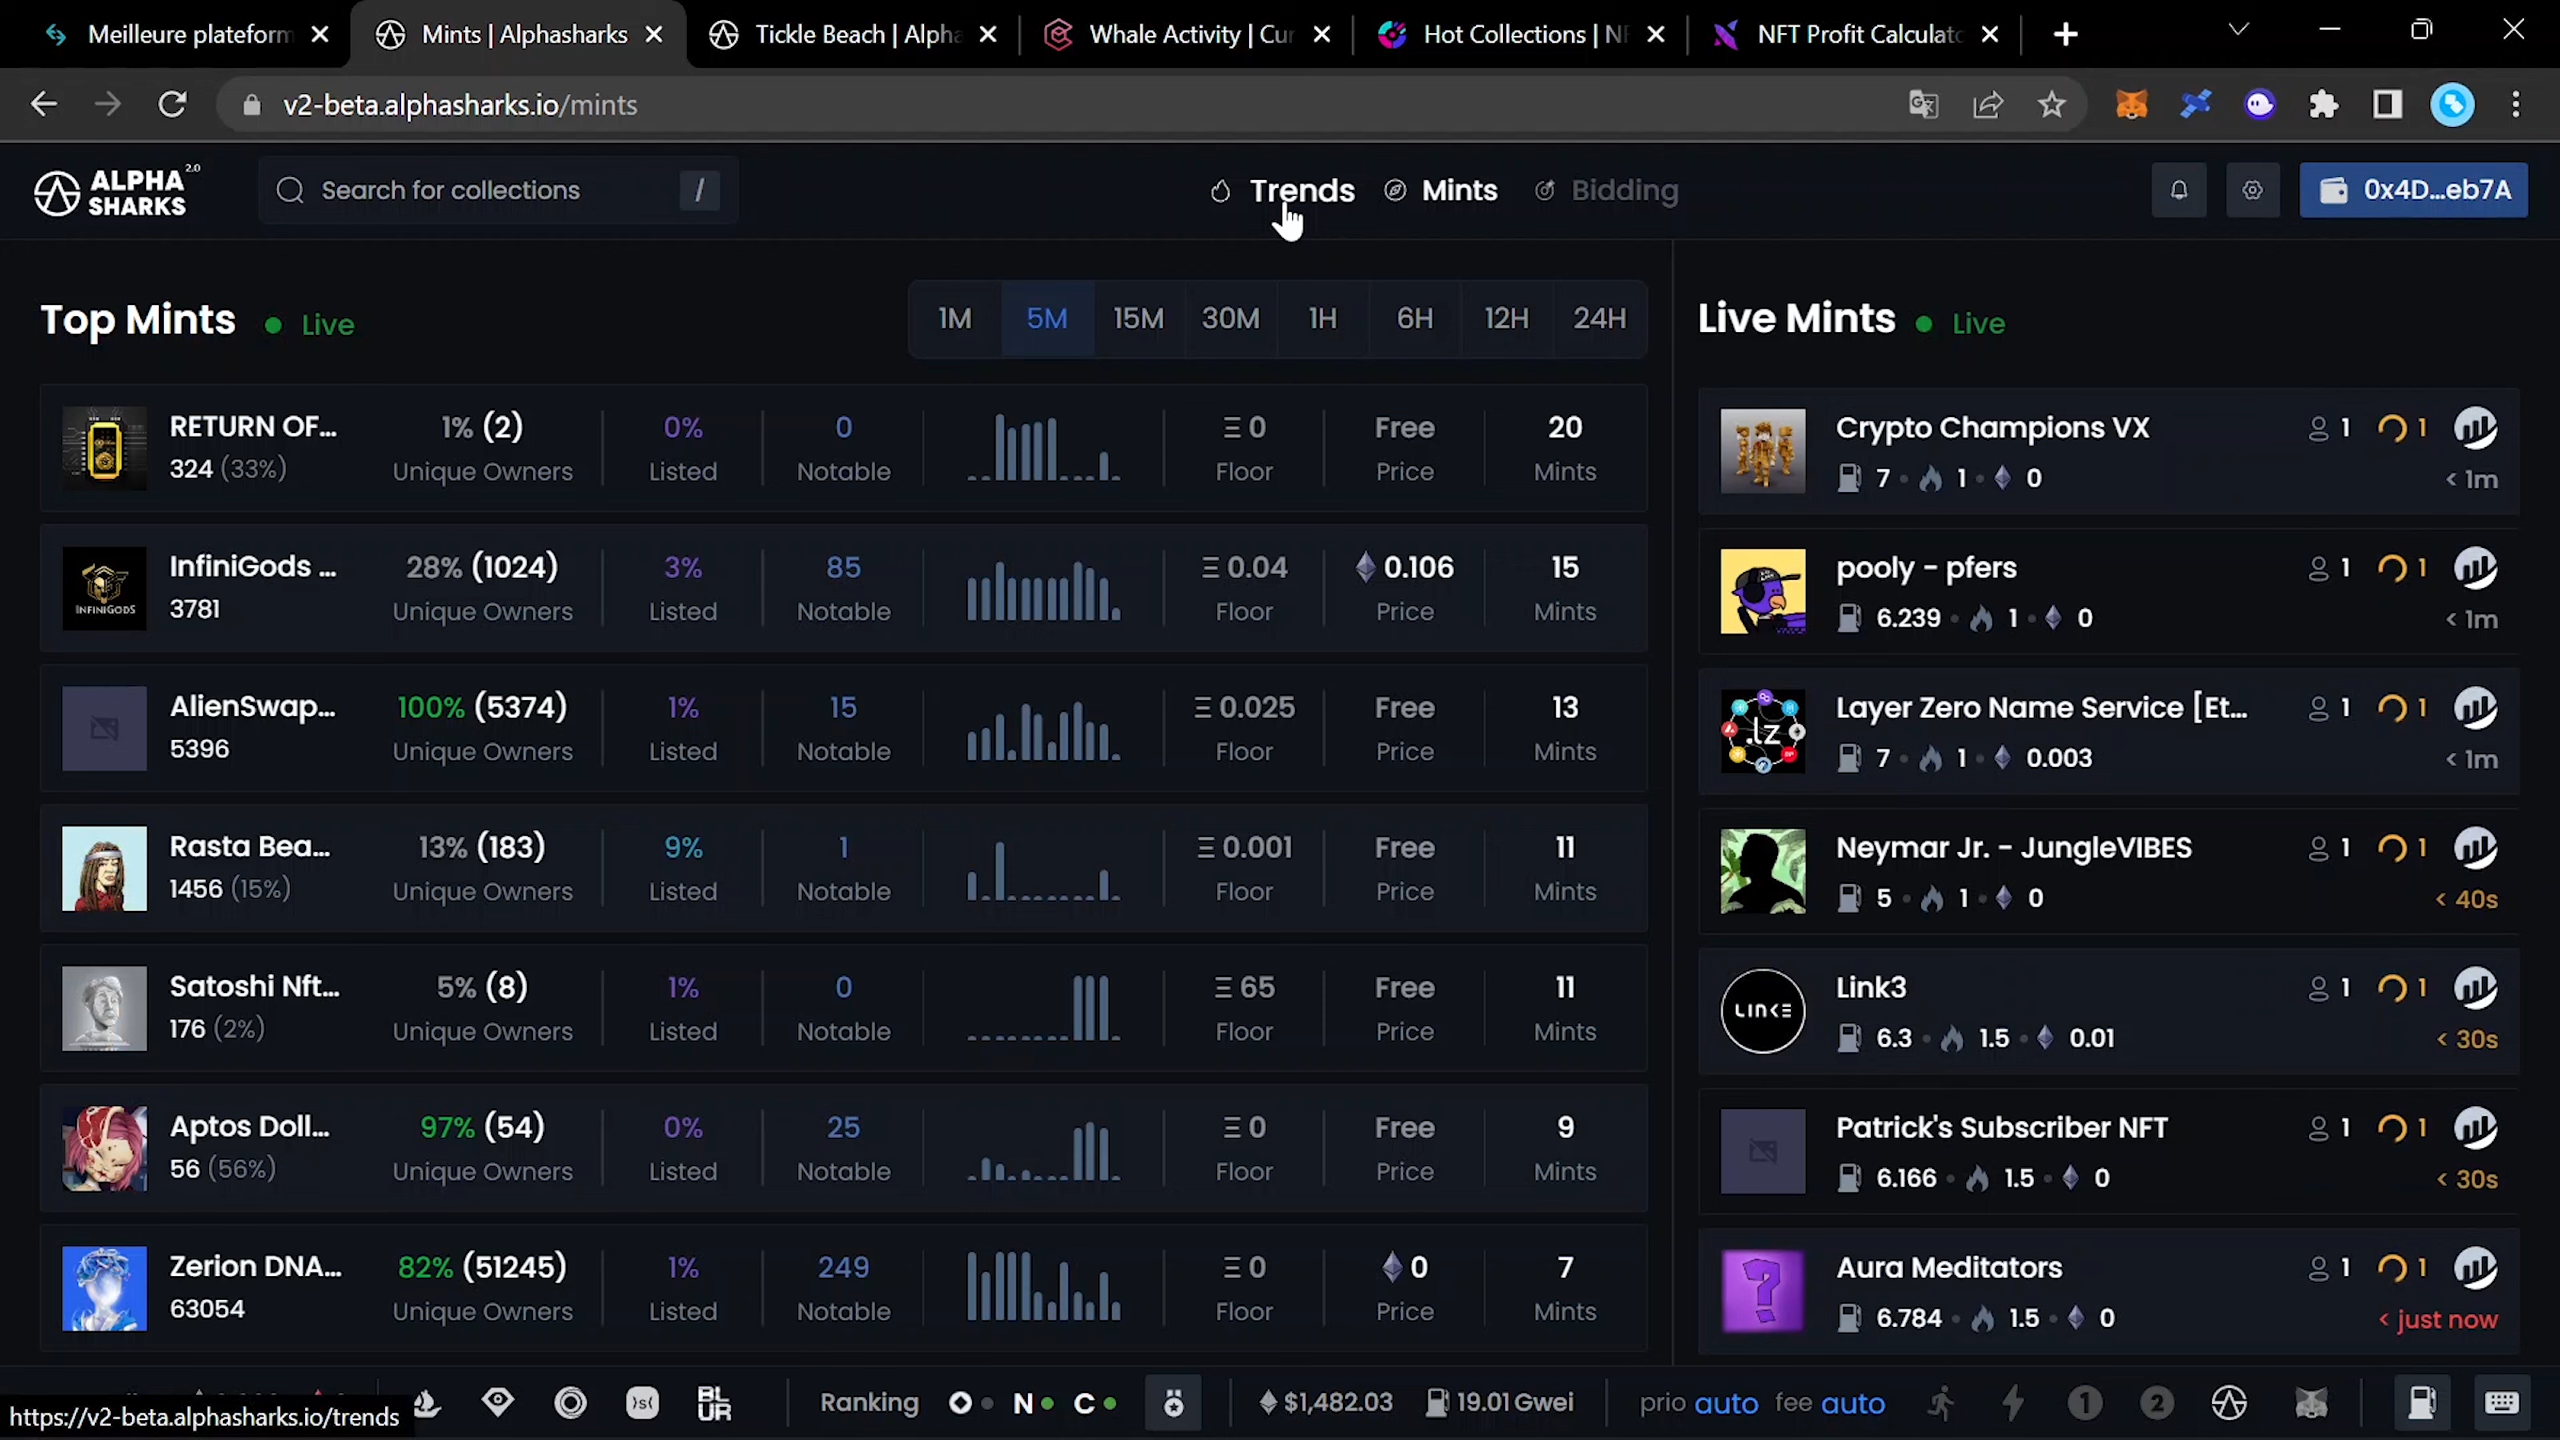 Meilleure plateform
Mints | Alphasharks
Tickle Beach | Alpha
Whale Activity | Cur
Hot Collections | NF
NFT Profit Calculato
v2-beta.alphasharks.io/mints
ALPHA SHARKS 2.0
Search for collections /
Trends
Mints
Bidding
0x4D...eb7A
Top Mints Live
1M 5M 15M 30M 1H 6H 12H 24H
RETURN OF... 1% (2) 0% 0 Ξ 0 Free 20
324 (33%) Unique Owners Listed Notable Floor Price Mints
InfiniGods ... 28% (1024) 3% 85 Ξ 0.04 0.106 15
3781 Unique Owners Listed Notable Floor Price Mints
AlienSwap... 100% (5374) 1% 15 Ξ 0.025 Free 13
5396 Unique Owners Listed Notable Floor Price Mints
Rasta Bea... 13% (183) 9% 1 Ξ 0.001 Free 11
1456 (15%) Unique Owners Listed Notable Floor Price Mints
Satoshi Nft... 5% (8) 1% 0 Ξ 65 Free 11
176 (2%) Unique Owners Listed Notable Floor Price Mints
Aptos Doll... 97% (54) 0% 25 Ξ 0 Free 9
56 (56%) Unique Owners Listed Notable Floor Price Mints
Zerion DNA... 82% (51245) 1% 249 Ξ 0 0 7
63054 Unique Owners Listed Notable Floor Price Mints
INFINIGODS
Live Mints Live
Crypto Champions VX 1 1
7 • 1 • 0 < 1m
pooly - pfers 1 1
6.239 • 1 • 0 < 1m
Layer Zero Name Service [Et... 1 1
7 • 1 • 0.003 < 1m
.lz
Neymar Jr. - JungleVIBES 1 1
5 • 1 • 0 < 40s
Link3 1 1
6.3 • 1.5 • 0.01 < 30s
LINKE
Patrick's Subscriber NFT 1 1
6.166 • 1.5 • 0 < 30s
Aura Meditators 1 1
6.784 • 1.5 • 0 < just now
https://v2-beta.alphasharks.io/trends
BLUR
Ranking N C
$1,482.03 19.01 Gwei
prio auto fee auto
1 2